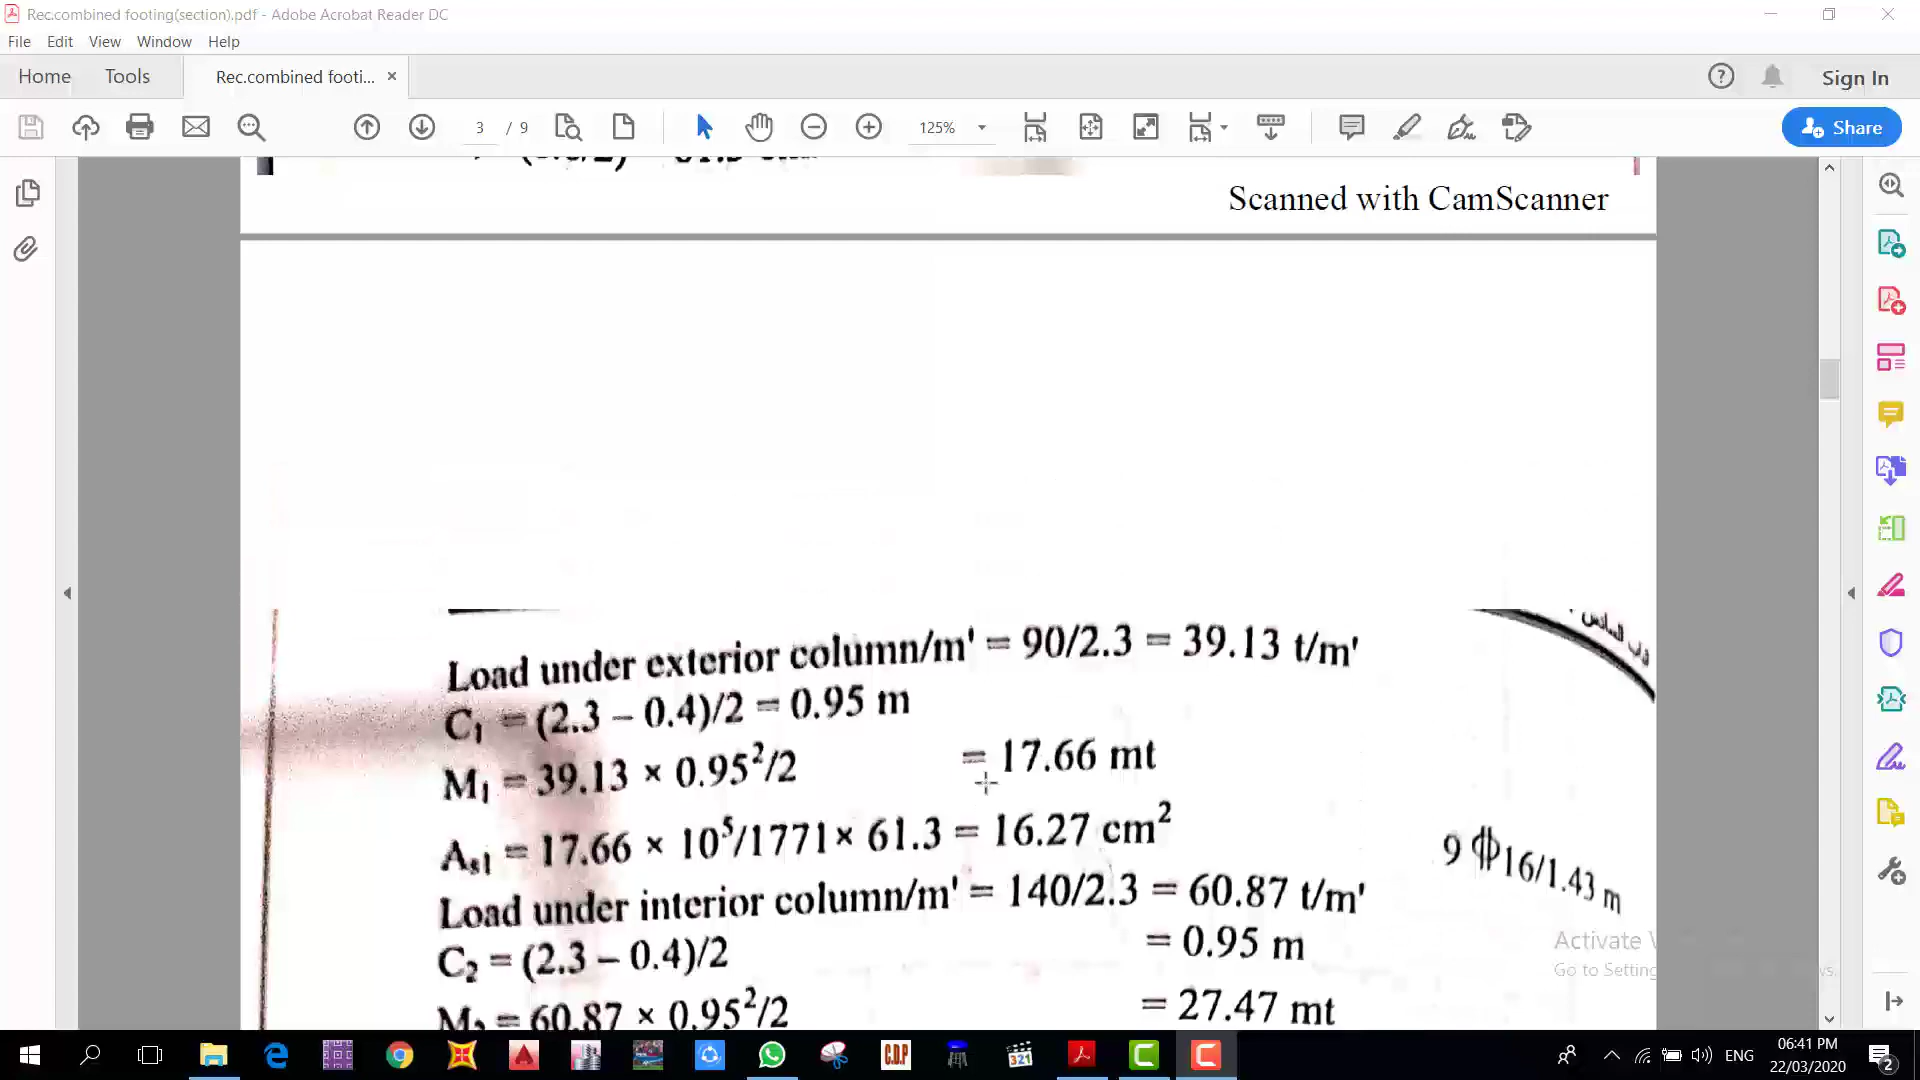 Rec.combined footing(section).pdf - Adobe Acrobat Reader DC
File Edit View Window Help
Home Tools Rec.combined footi... × Sign In
3 / 9 125% Share
Scanned with CamScanner
Load under exterior column/m' = 90/2.3 = 39.13 t/m'
C₁ = (2.3 – 0.4)/2 = 0.95 m
M₁ = 39.13 × 0.95²/2 = 17.66 mt
Aₛ₁ = 17.66 × 10⁵/1771× 61.3 = 16.27 cm²
9 ф16/1.43 m
Load under interior column/m' = 140/2.3 = 60.87 t/m'
C₂ = (2.3 – 0.4)/2 = 0.95 m
M₂ = 60.87 × 0.95²/2 = 27.47 mt
Activate
Go to Setting
C.D.P
321
ENG
06:41 PM
22/03/2020
2